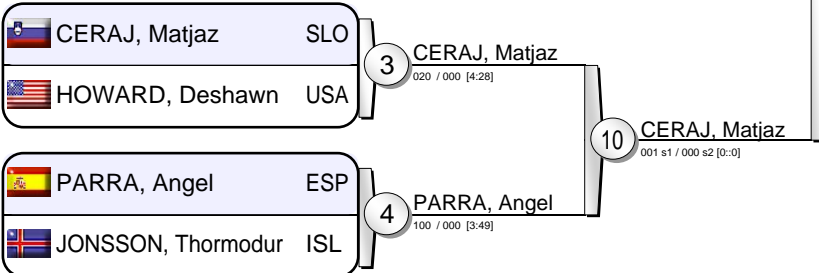 CERAJ, Matjaz SLO
HOWARD, Deshawn USA
3 CERAJ, Matjaz
020 / 000 [4:28]
10 CERAJ, Matjaz
001 s1 / 000 s2 [0::0]
PARRA, Angel ESP
JONSSON, Thormodur ISL
4 PARRA, Angel
100 / 000 [3:49]